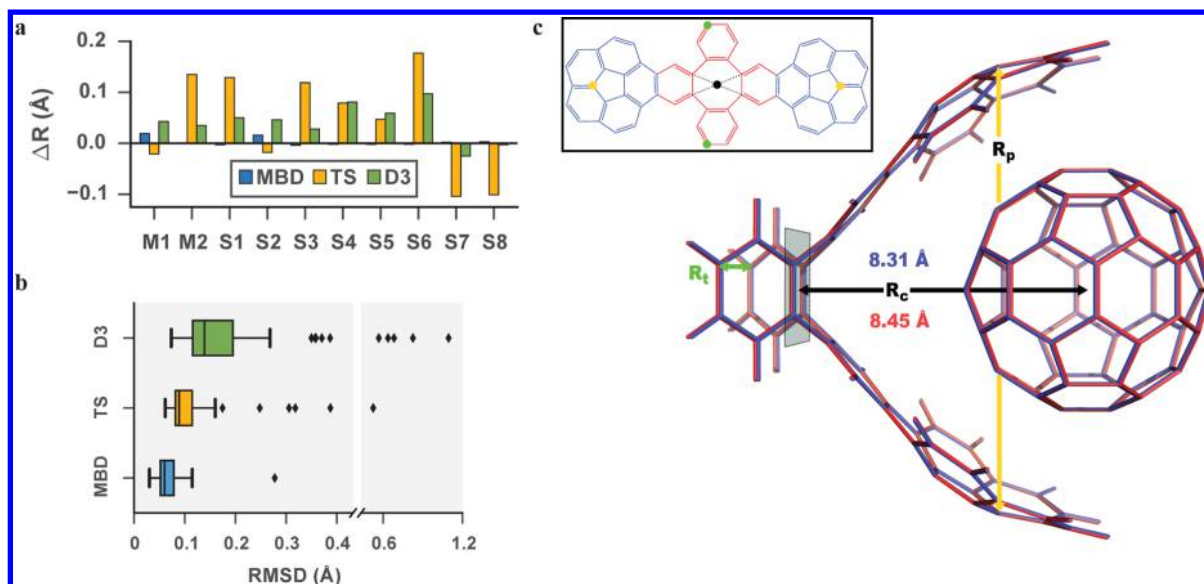 a
ΔR (Å)
0.2
0.1
0.0
−0.1
MBD TS D3
M1 M2 S1 S2 S3 S4 S5 S6 S7 S8
b
D3
TS
MBD
0 0.1 0.2 0.3 0.4 0.6 1.2
RMSD (Å)
c
Rp
Rt
8.31 Å
Rc
8.45 Å